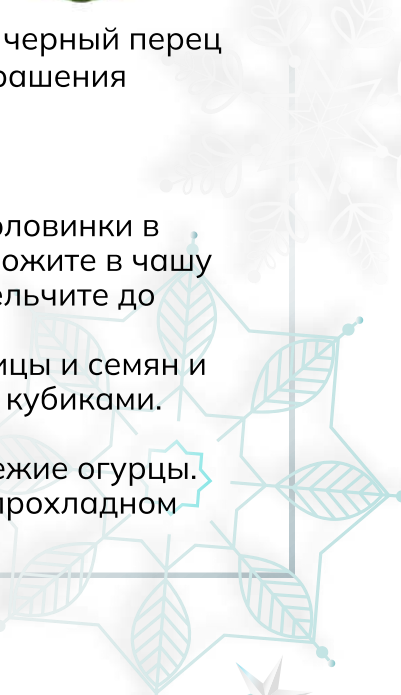 черный перец
рашения
оловинки в
ожите в чашу
ельчите до
ицы и семян и
кубиками.
ежие огурцы.
прохладном